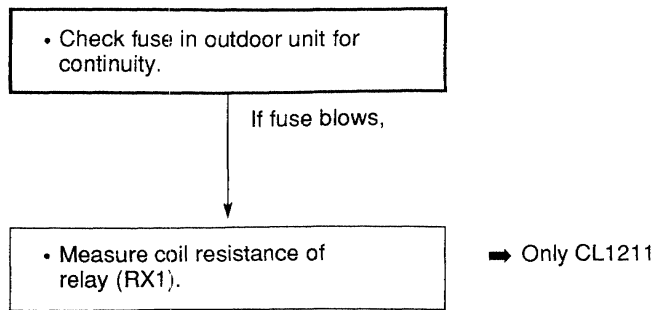 • Check fuse in outdoor unit for
continuity.
If fuse blows,
• Measure coil resistance of
relay (RX1).
➡ Only CL1211